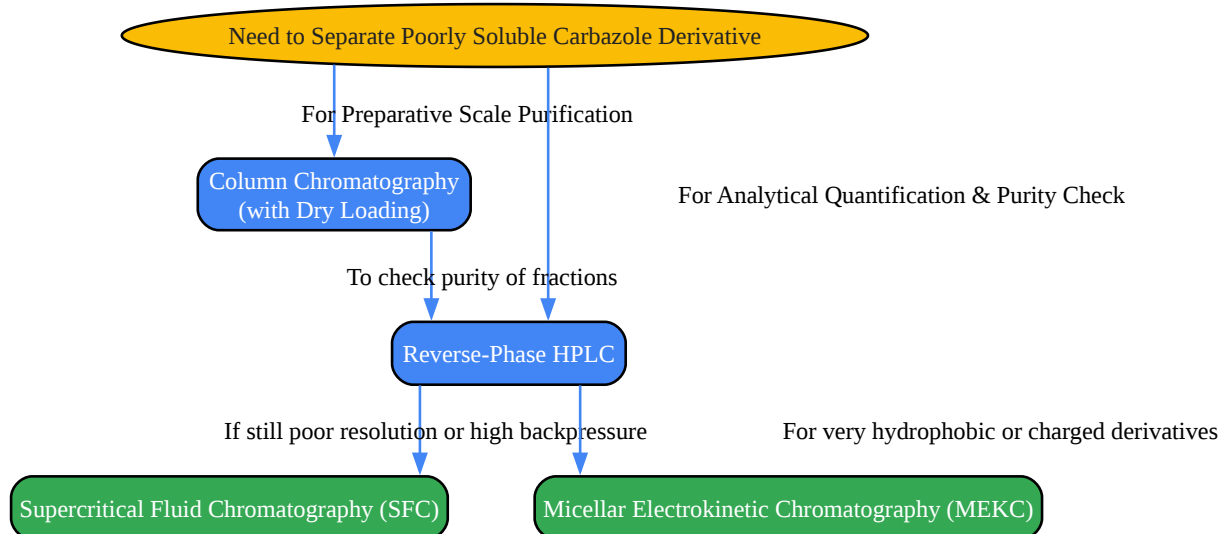 Need to Separate Poorly Soluble Carbazole Derivative
For Preparative Scale Purification
Column Chromatography
(with Dry Loading)
For Analytical Quantification & Purity Check
To check purity of fractions
Reverse-Phase HPLC
If still poor resolution or high backpressure
For very hydrophobic or charged derivatives
Supercritical Fluid Chromatography (SFC)
Micellar Electrokinetic Chromatography (MEKC)